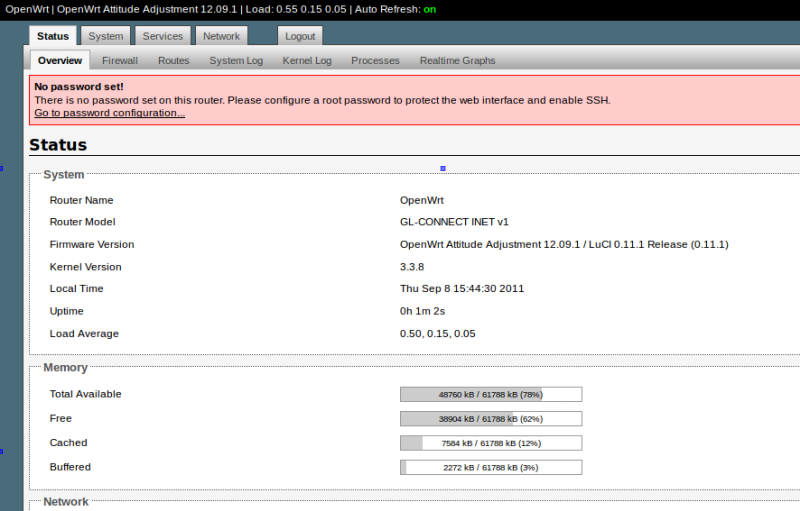 OpenWrt | OpenWrt Attitude Adjustment 12.09.1 | Load: 0.55 0.15 0.05 | Auto Refresh: on
Status System Services Network Logout
Overview Firewall Routes System Log Kernel Log Processes Realtime Graphs
No password set!
There is no password set on this router. Please configure a root password to protect the web interface and enable SSH.
Go to password configuration...
Status
System
Router Name OpenWrt
Router Model GL-CONNECT INET v1
Firmware Version OpenWrt Attitude Adjustment 12.09.1 / LuCI 0.11.1 Release (0.11.1)
Kernel Version 3.3.8
Local Time Thu Sep 8 15:44:30 2011
Uptime 0h 1m 2s
Load Average 0.50, 0.15, 0.05
Memory
Total Available 48760 kB / 61788 kB (78%)
Free 38904 kB / 61788 kB (62%)
Cached 7584 kB / 61788 kB (12%)
Buffered 2272 kB / 61788 kB (3%)
Network